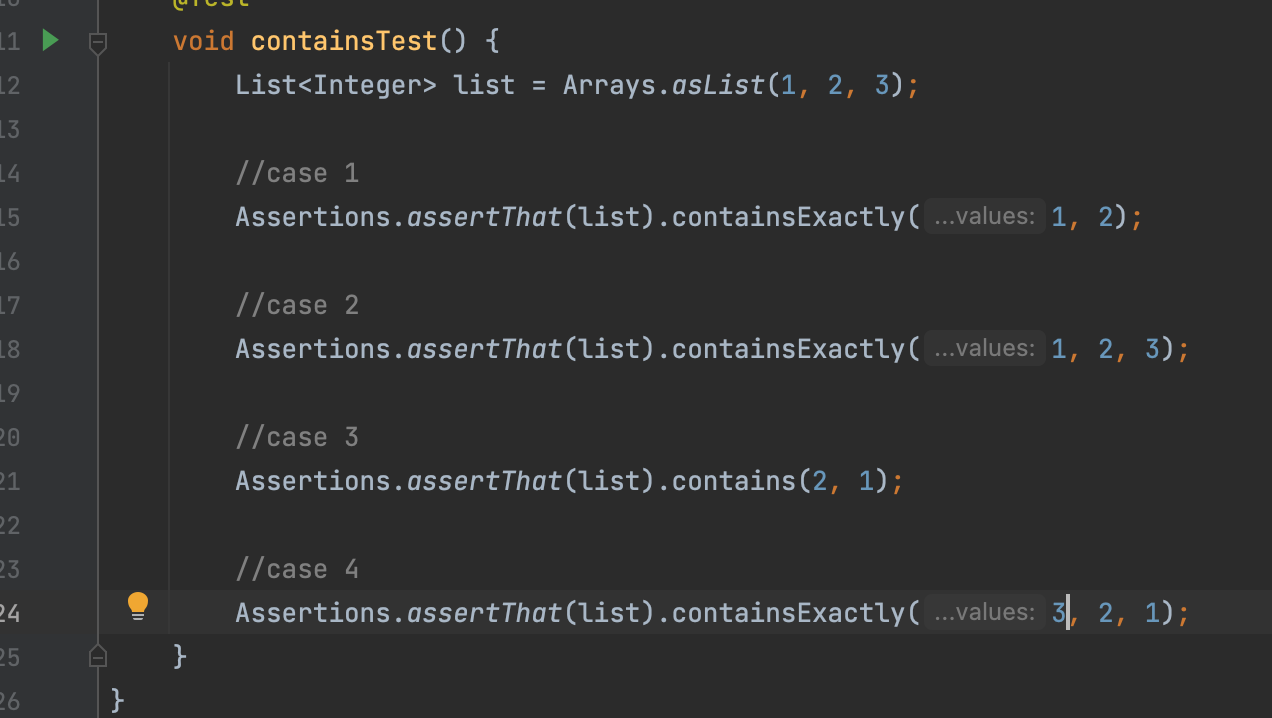 @Test
11 void containsTest() {
12 List<Integer> list = Arrays.asList(1, 2, 3);
13
14 //case 1
15 Assertions.assertThat(list).containsExactly( ...values: 1, 2);
16
17 //case 2
18 Assertions.assertThat(list).containsExactly( ...values: 1, 2, 3);
19
20 //case 3
21 Assertions.assertThat(list).contains(2, 1);
22
23 //case 4
24 Assertions.assertThat(list).containsExactly( ...values: 3, 2, 1);
25 }
26 }